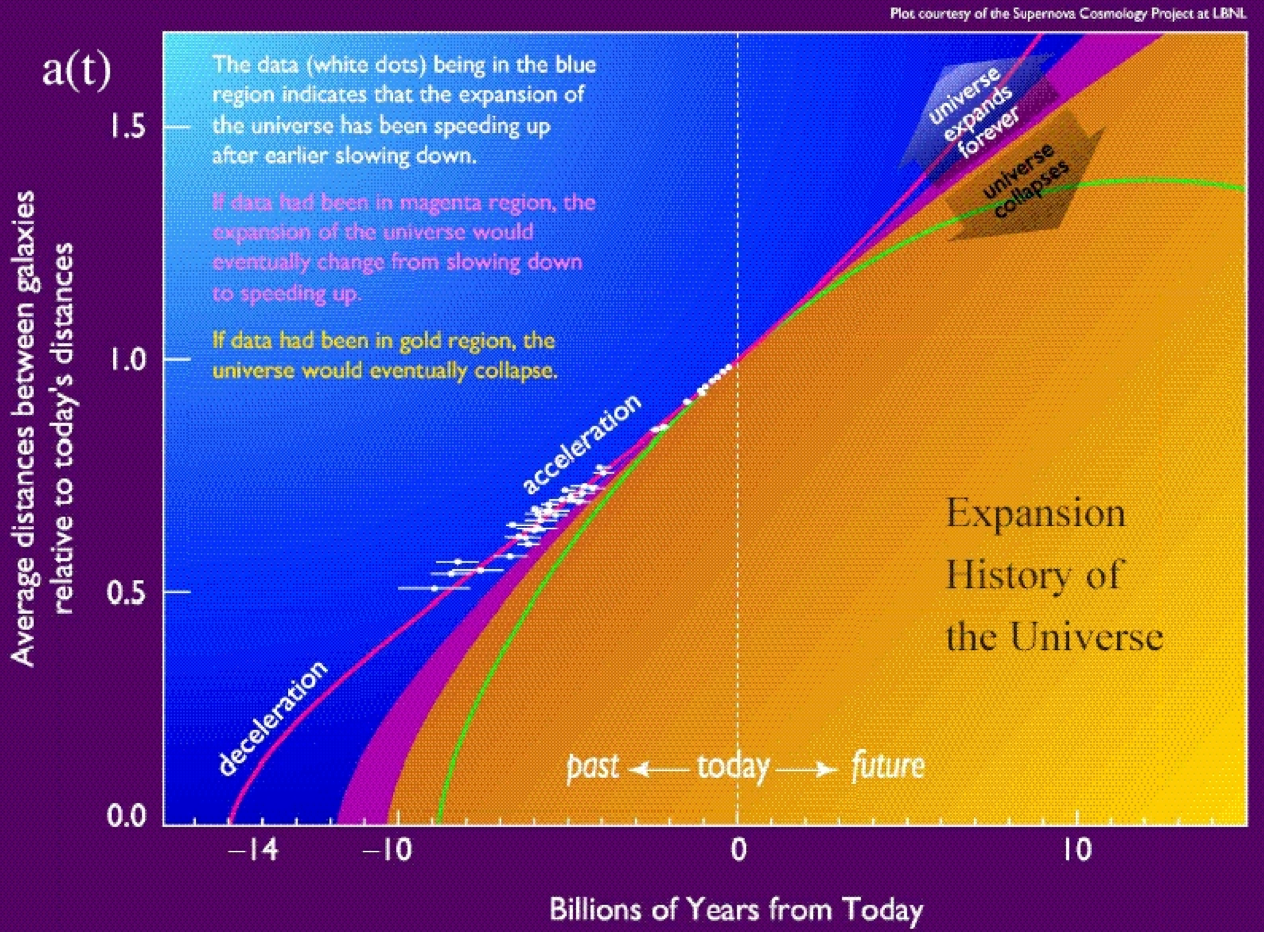 Plot courtesy of the Supernova Cosmology Project at LBNL
a(t)
The data (white dots) being in the blue
region indicates that the expansion of
the universe has been speeding up
after earlier slowing down.
If data had been in magenta region, the
expansion of the universe would
eventually change from slowing down
to speeding up.
If data had been in gold region, the
universe would eventually collapse.
universe
expands
forever
universe
collapses
1.5
1.0
0.5
0.0
Average distances between galaxies
relative to today's distances
acceleration
deceleration
Expansion
History of
the Universe
past ← today → future
–14 –10 0 10
Billions of Years from Today